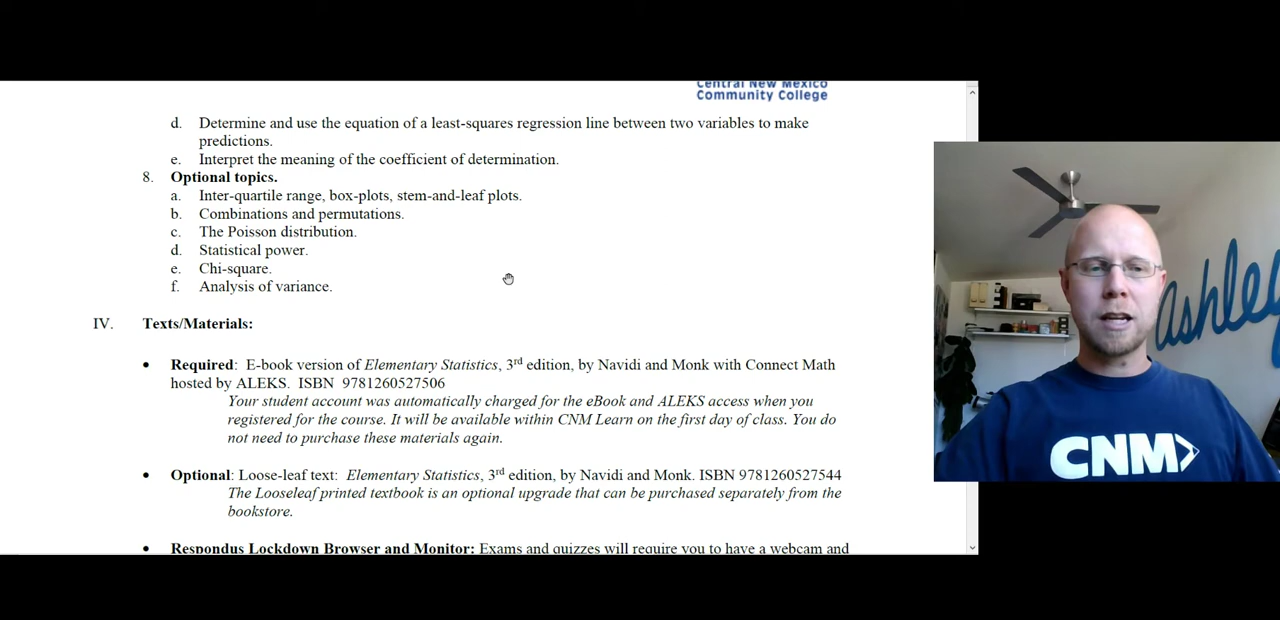 Central New Mexico
Community College
d. Determine and use the equation of a least-squares regression line between two variables to make
predictions.
e. Interpret the meaning of the coefficient of determination.
8. Optional topics.
a. Inter-quartile range, box-plots, stem-and-leaf plots.
b. Combinations and permutations.
c. The Poisson distribution.
d. Statistical power.
e. Chi-square.
f. Analysis of variance.
IV. Texts/Materials:
• Required: E-book version of Elementary Statistics, 3rd edition, by Navidi and Monk with Connect Math
hosted by ALEKS. ISBN 9781260527506
Your student account was automatically charged for the eBook and ALEKS access when you
registered for the course. It will be available within CNM Learn on the first day of class. You do
not need to purchase these materials again.
• Optional: Loose-leaf text: Elementary Statistics, 3rd edition, by Navidi and Monk. ISBN 9781260527544
The Looseleaf printed textbook is an optional upgrade that can be purchased separately from the
bookstore.
• Respondus Lockdown Browser and Monitor: Exams and quizzes will require you to have a webcam and
Ashley
CNM